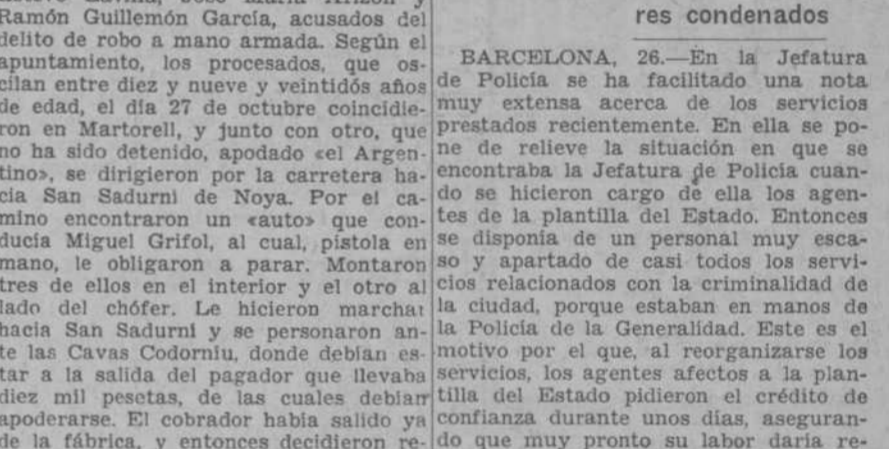 Ramón Guillemón García, acusados del
delito de robo a mano armada. Según el
apuntamiento, los procesados, que os-
cilan entre diez y nueve y veintidós años
de edad, el día 27 de octubre coincidie-
ron en Martorell, y junto con otro, que
no ha sido detenido, apodado «el Argen-
tino», se dirigieron por la carretera ha-
cia San Sadurní de Noya. Por el ca-
mino encontraron un «auto» que con-
ducía Miguel Grifol, al cual, pistola en
mano, le obligaron a parar. Montaron
tres de ellos en el interior y el otro al
lado del chófer. Le hicieron marchar
hacia San Sadurní y se personaron an-
te las Cavas Codorniu, donde debían es-
tar a la salida del pagador que llevaba
diez mil pesetas, de las cuales debían
apoderarse. El cobrador había salido ya
de la fábrica, y entonces decidieron re-
res condenados
BARCELONA, 26.—En la Jefatura
de Policía se ha facilitado una nota
muy extensa acerca de los servicios
prestados recientemente. En ella se po-
ne de relieve la situación en que se
encontraba la Jefatura de Policía cuan-
do se hicieron cargo de ella los agen-
tes de la plantilla del Estado. Entonces
se disponía de un personal muy esca-
so y apartado de casi todos los servi-
cios relacionados con la criminalidad de
la ciudad, porque estaban en manos de
la Policía de la Generalidad. Este es el
motivo por el que, al reorganizarse los
servicios, los agentes afectos a la plan-
tilla del Estado pidieron el crédito de
confianza durante unos días, aseguran-
do que muy pronto su labor daría re-